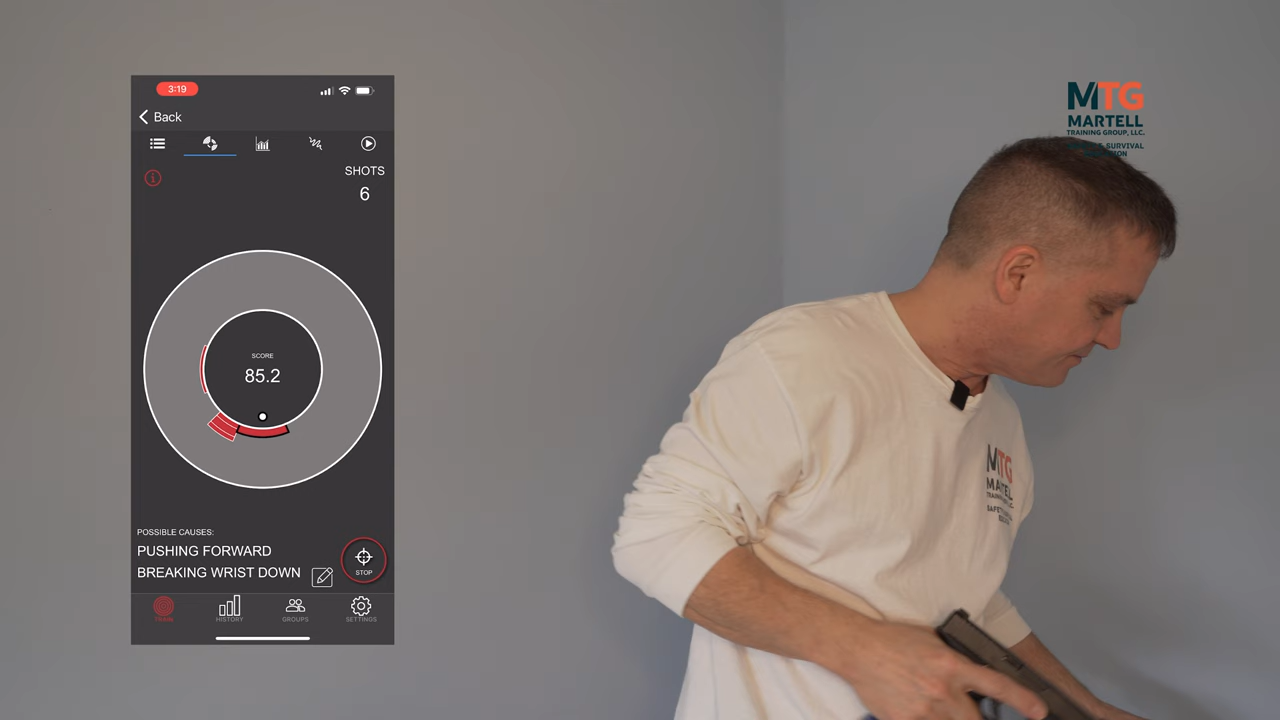 3:19
Back
SHOTS
6
SCORE
85.2
POSSIBLE CAUSES:
PUSHING FORWARD
BREAKING WRIST DOWN
STOP
TRAIN
HISTORY
GROUPS
SETTINGS
MTG
MARTELL
TRAINING GROUP, LLC.
SURVIVAL
MTG